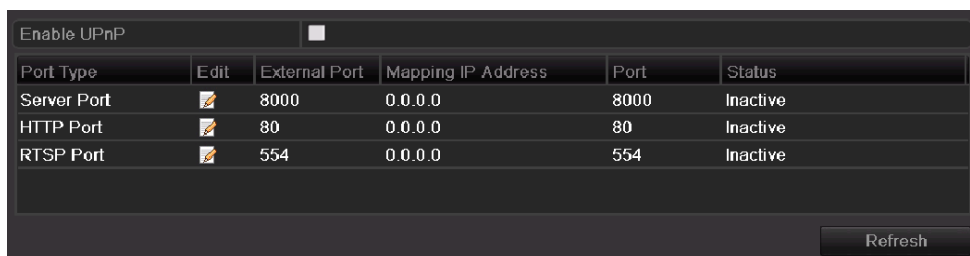 Enable UPnP
Port Type Edit External Port Mapping IP Address Port Status
Server Port 8000 0.0.0.0 8000 Inactive
HTTP Port 80 0.0.0.0 80 Inactive
RTSP Port 554 0.0.0.0 554 Inactive
Refresh